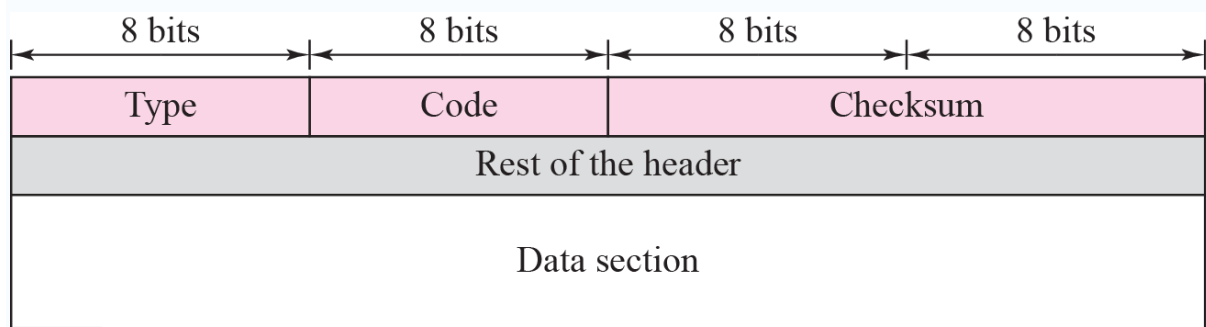 8 bits 8 bits 8 bits 8 bits
Type Code Checksum
Rest of the header
Data section